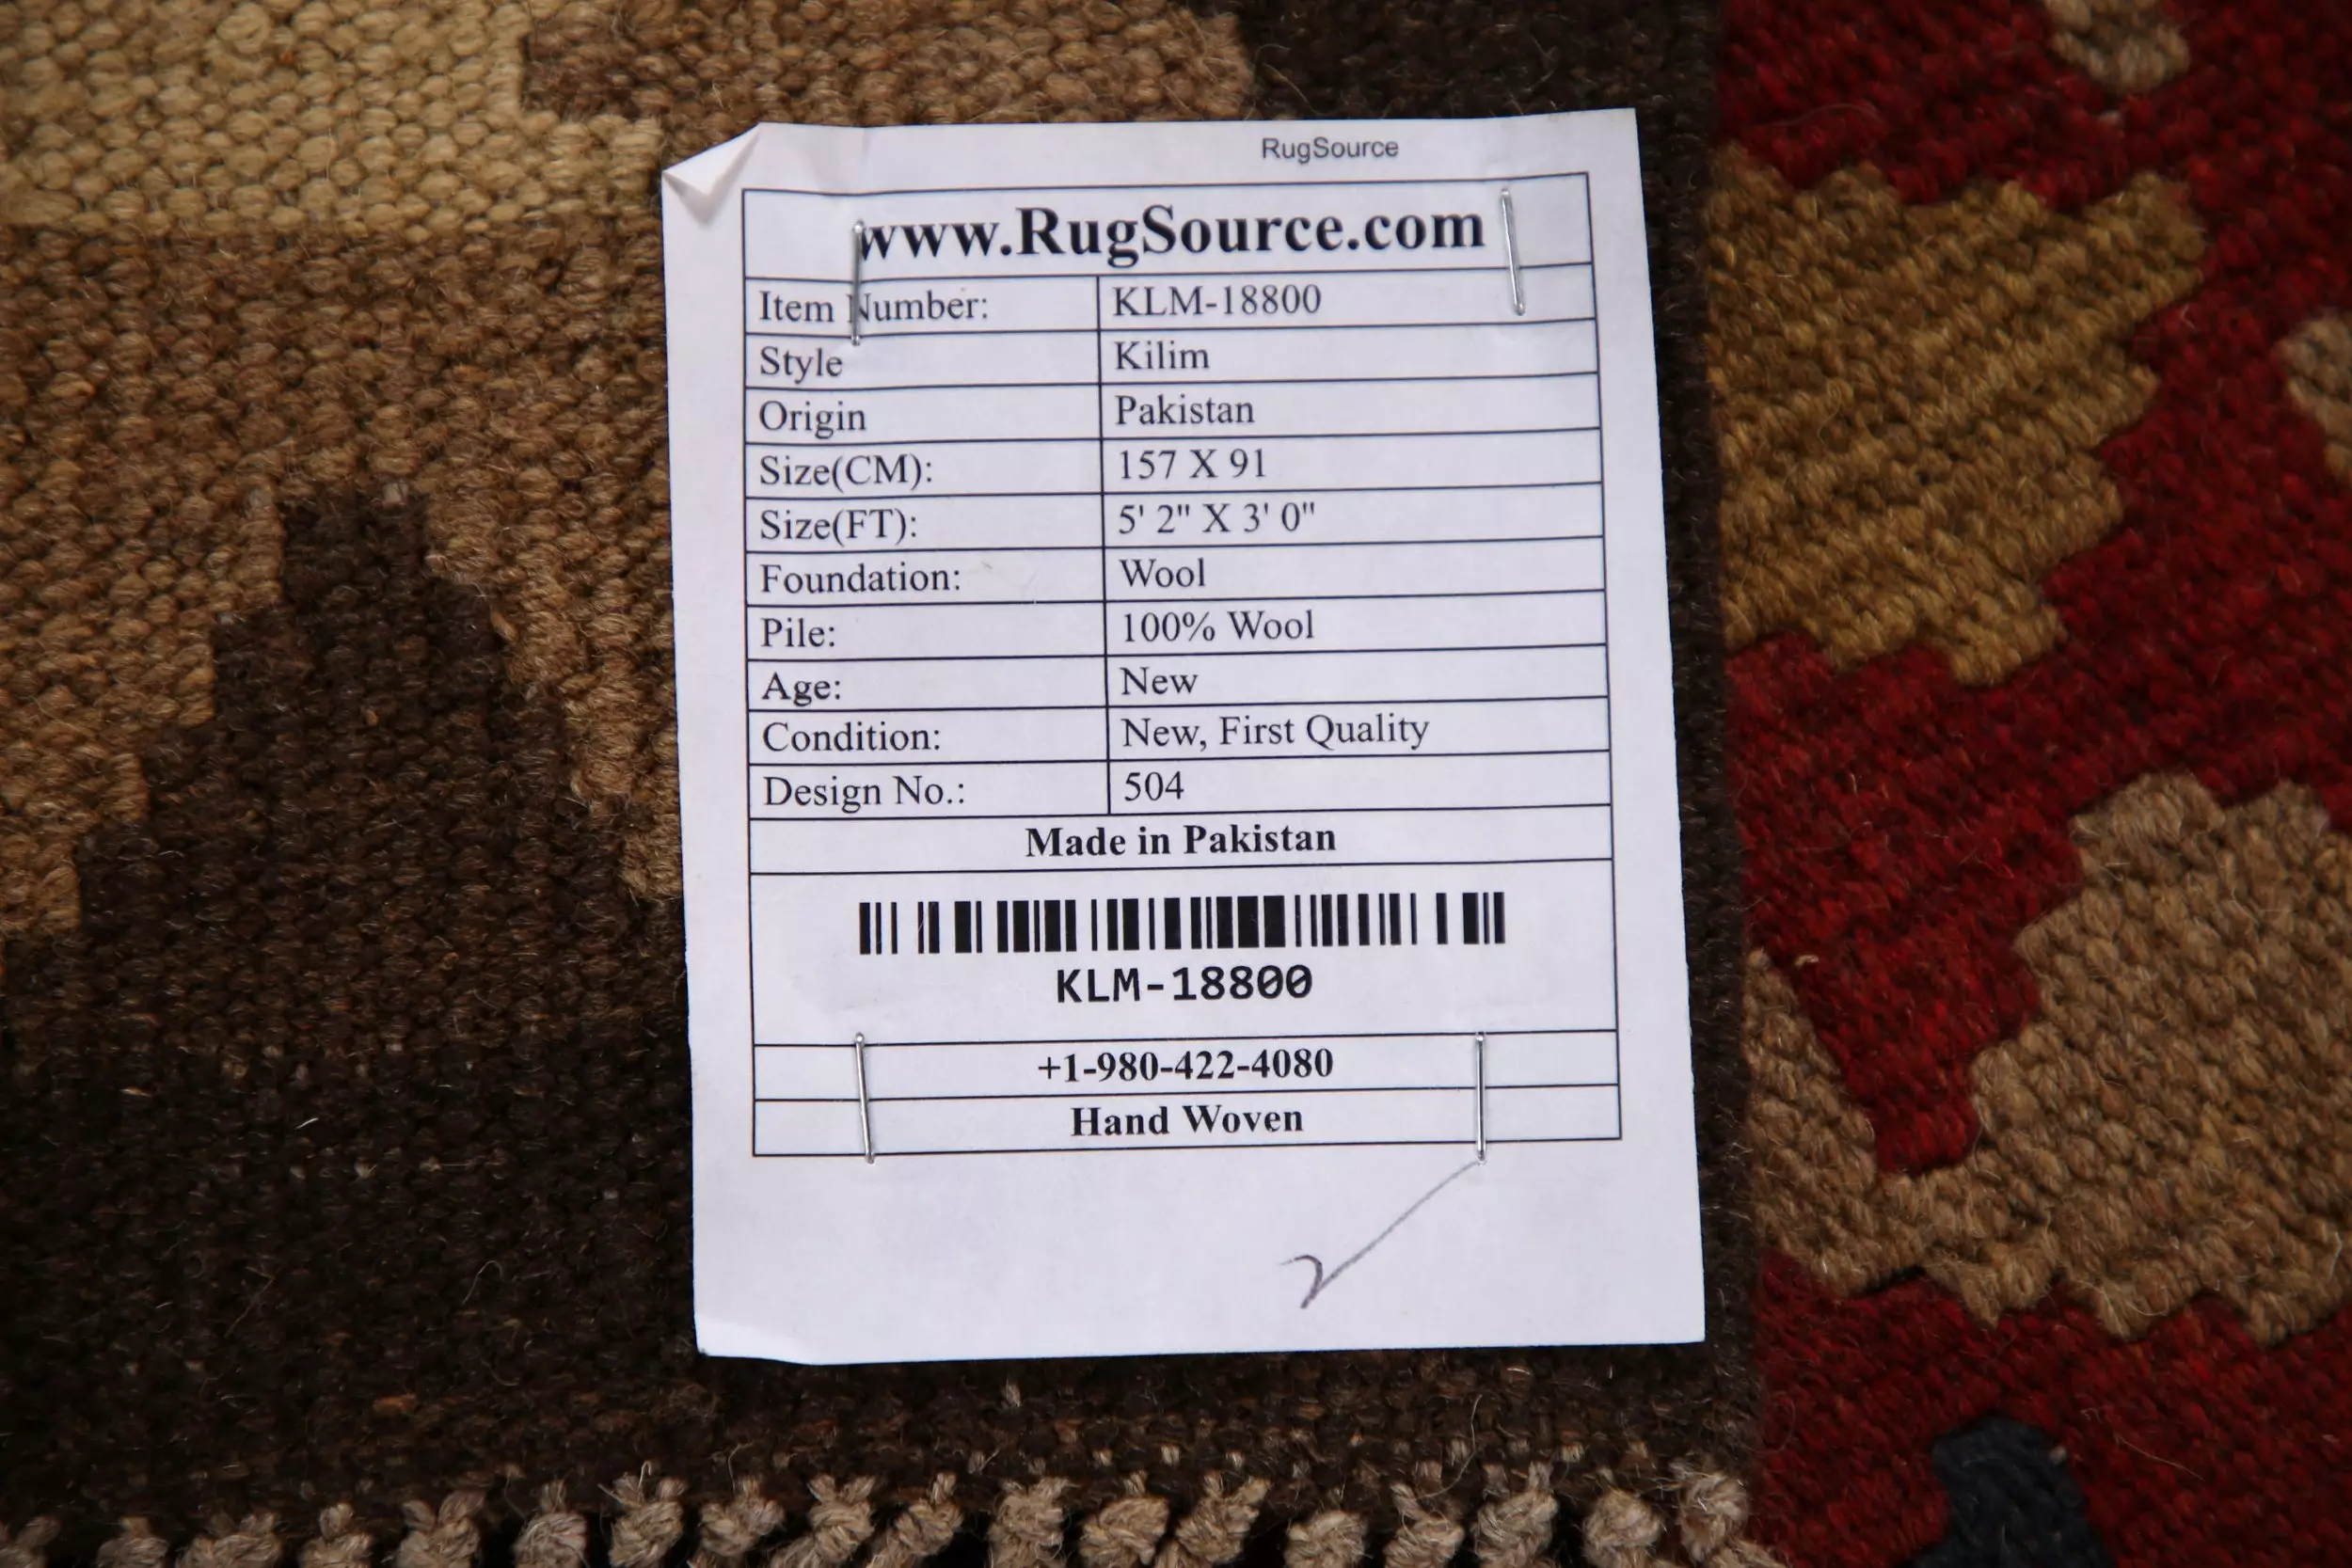 RugSource
www.RugSource.com
Item Number: KLM-18800
Style Kilim
Origin Pakistan
Size(CM): 157 X 91
Size(FT): 5' 2" X 3' 0"
Foundation: Wool
Pile: 100% Wool
Age: New
Condition: New, First Quality
Design No.: 504
Made in Pakistan
KLM-18800
+1-980-422-4080
Hand Woven